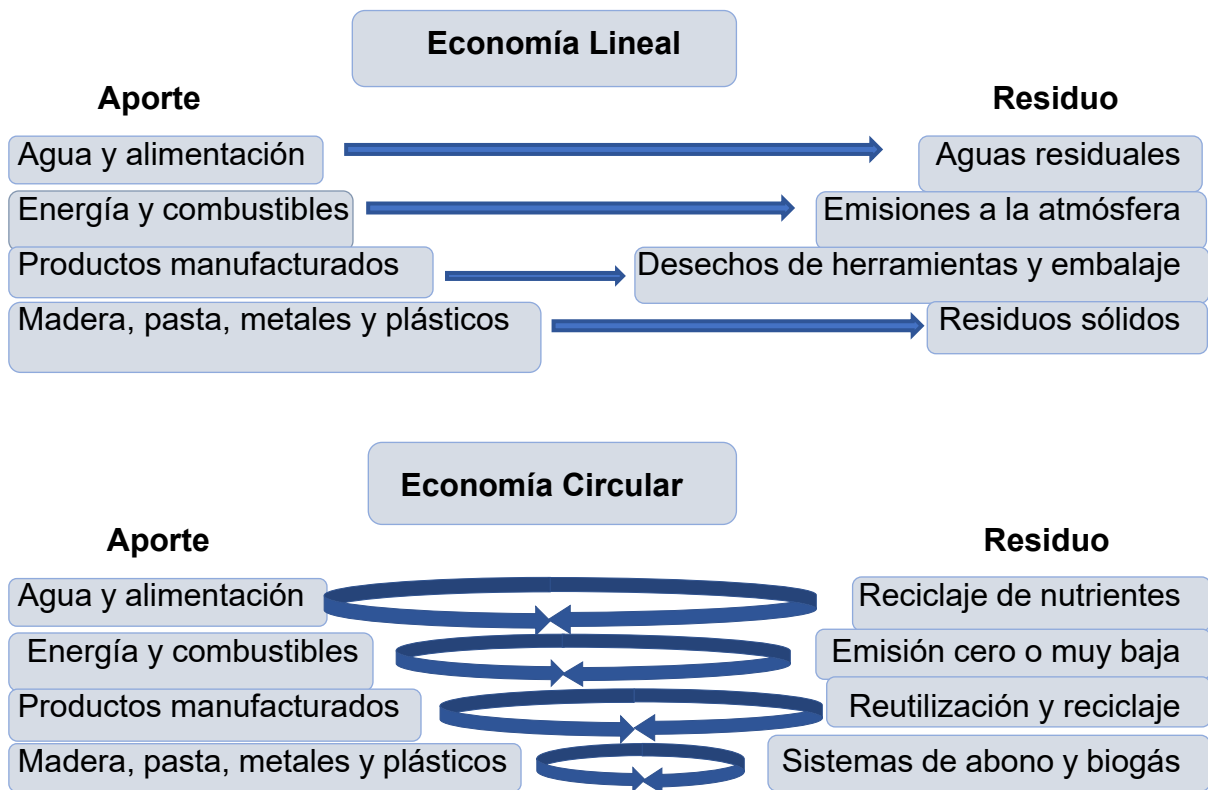 Economía Lineal
Aporte Residuo
Agua y alimentación Aguas residuales
Energía y combustibles Emisiones a la atmósfera
Productos manufacturados Desechos de herramientas y embalaje
Madera, pasta, metales y plásticos Residuos sólidos
Economía Circular
Aporte Residuo
Agua y alimentación Reciclaje de nutrientes
Energía y combustibles Emisión cero o muy baja
Productos manufacturados Reutilización y reciclaje
Madera, pasta, metales y plásticos Sistemas de abono y biogás